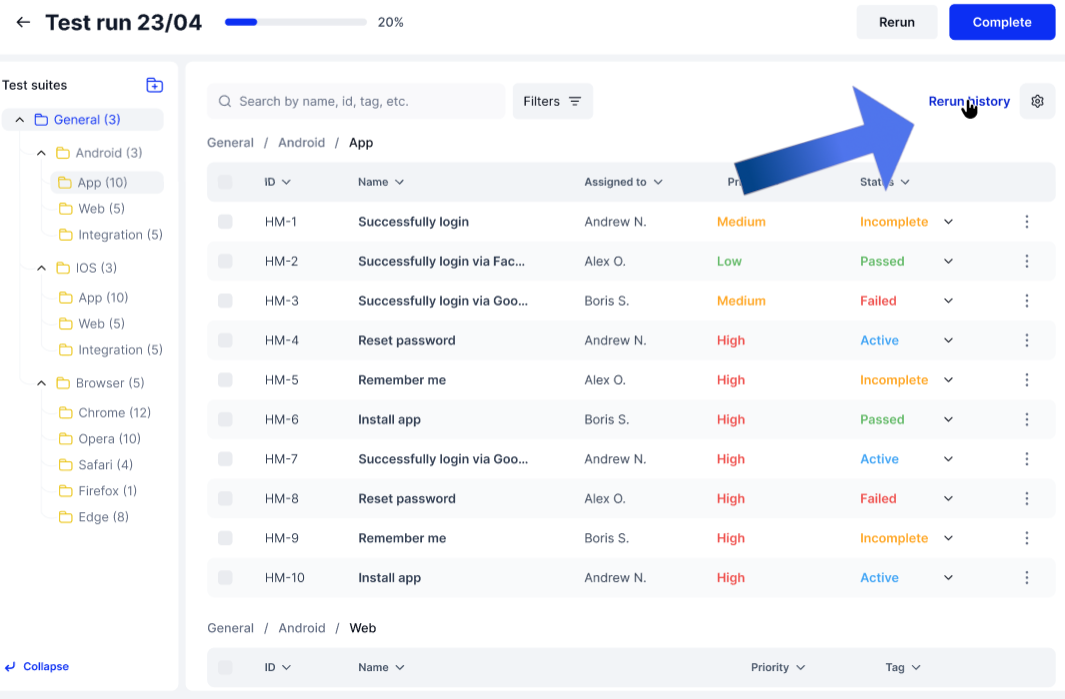 Test run 23/04 20% Rerun Complete
Test suites
General (3)
Android (3)
App (10)
Web (5)
Integration (5)
IOS (3)
App (10)
Web (5)
Integration (5)
Browser (5)
Chrome (12)
Opera (10)
Safari (4)
Firefox (1)
Edge (8)
Collapse
Search by name, id, tag, etc. Filters Rerun history
General / Android / App
ID Name Assigned to Status
HM-1 Successfully login Andrew N. Medium Incomplete
HM-2 Successfully login via Fac... Alex O. Low Passed
HM-3 Successfully login via Goo... Boris S. Medium Failed
HM-4 Reset password Andrew N. High Active
HM-5 Remember me Alex O. High Incomplete
HM-6 Install app Boris S. High Passed
HM-7 Successfully login via Goo... Andrew N. High Active
HM-8 Reset password Alex O. High Failed
HM-9 Remember me Boris S. High Incomplete
HM-10 Install app Andrew N. High Active
General / Android / Web
ID Name Priority Tag